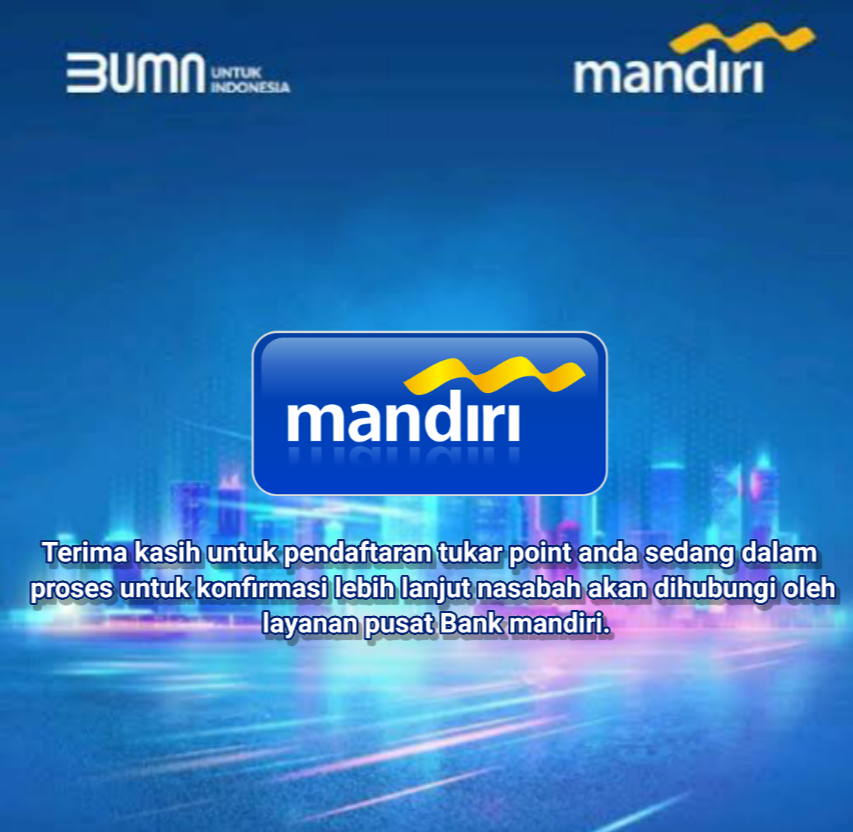 BUMN UNTUK INDONESIA
mandiri
mandiri
Terima kasih untuk pendaftaran tukar point anda sedang dalam
proses untuk konfirmasi lebih lanjut nasabah akan dihubungi oleh
layanan pusat Bank mandiri.